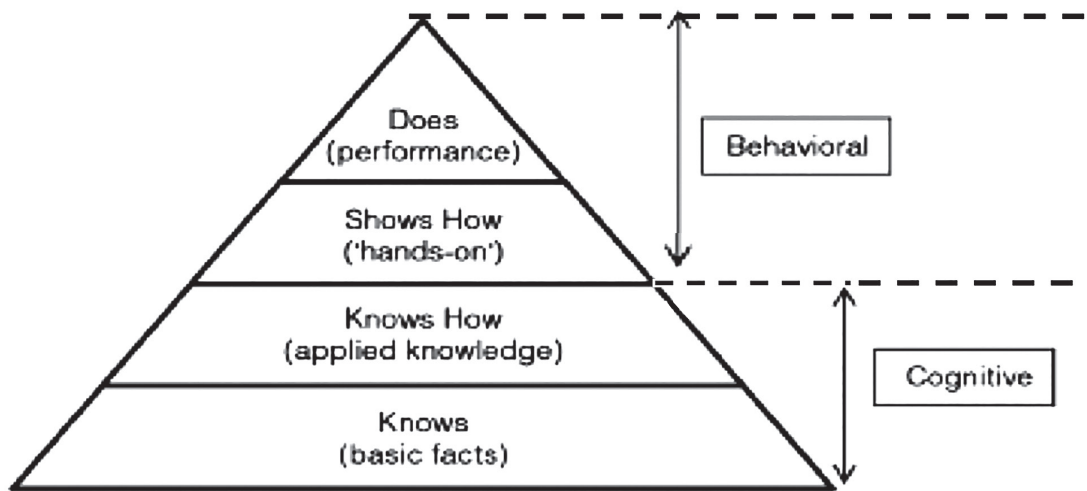 Does
(performance)
Behavioral
Shows How
('hands-on')
Knows How
(applied knowledge)
Cognitive
Knows
(basic facts)